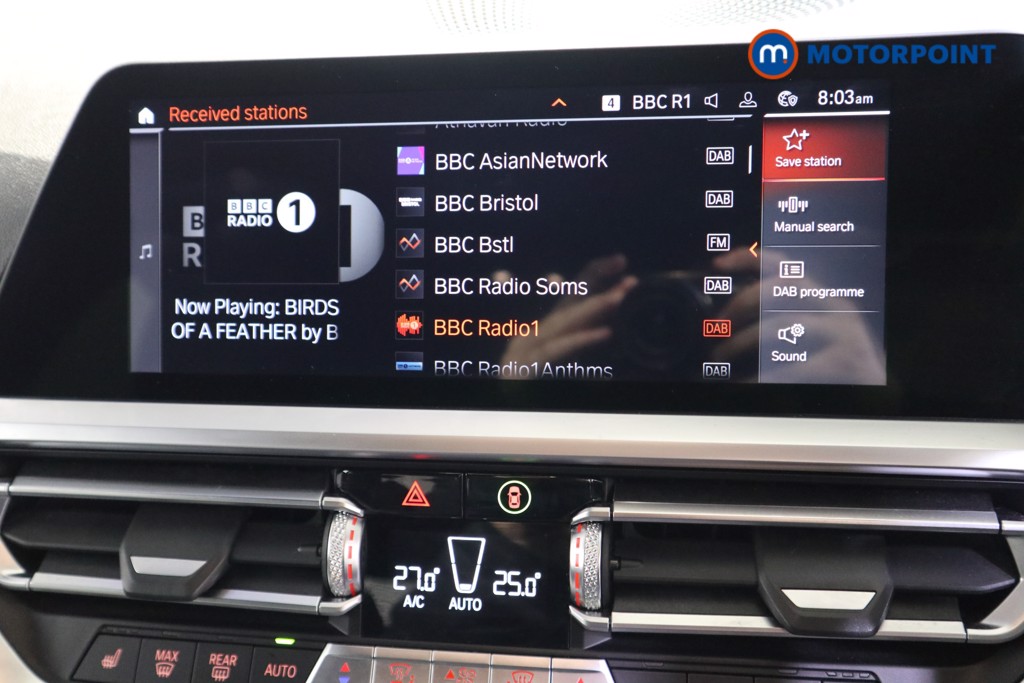 m MOTORPOINT
Received stations
4 BBC R1 8:03am
Athavan Radio
BBC AsianNetwork DAB
BBC Bristol DAB
BBC Bstl FM
BBC Radio Soms DAB
BBC Radio1 DAB
BBC Radio1Anthms DAB
BBC
RADIO 1
B
R
Now Playing: BIRDS
OF A FEATHER by B
Save station
Manual search
DAB programme
Sound
27.0° 25.0°
A/C AUTO
MAX
REAR
AUTO